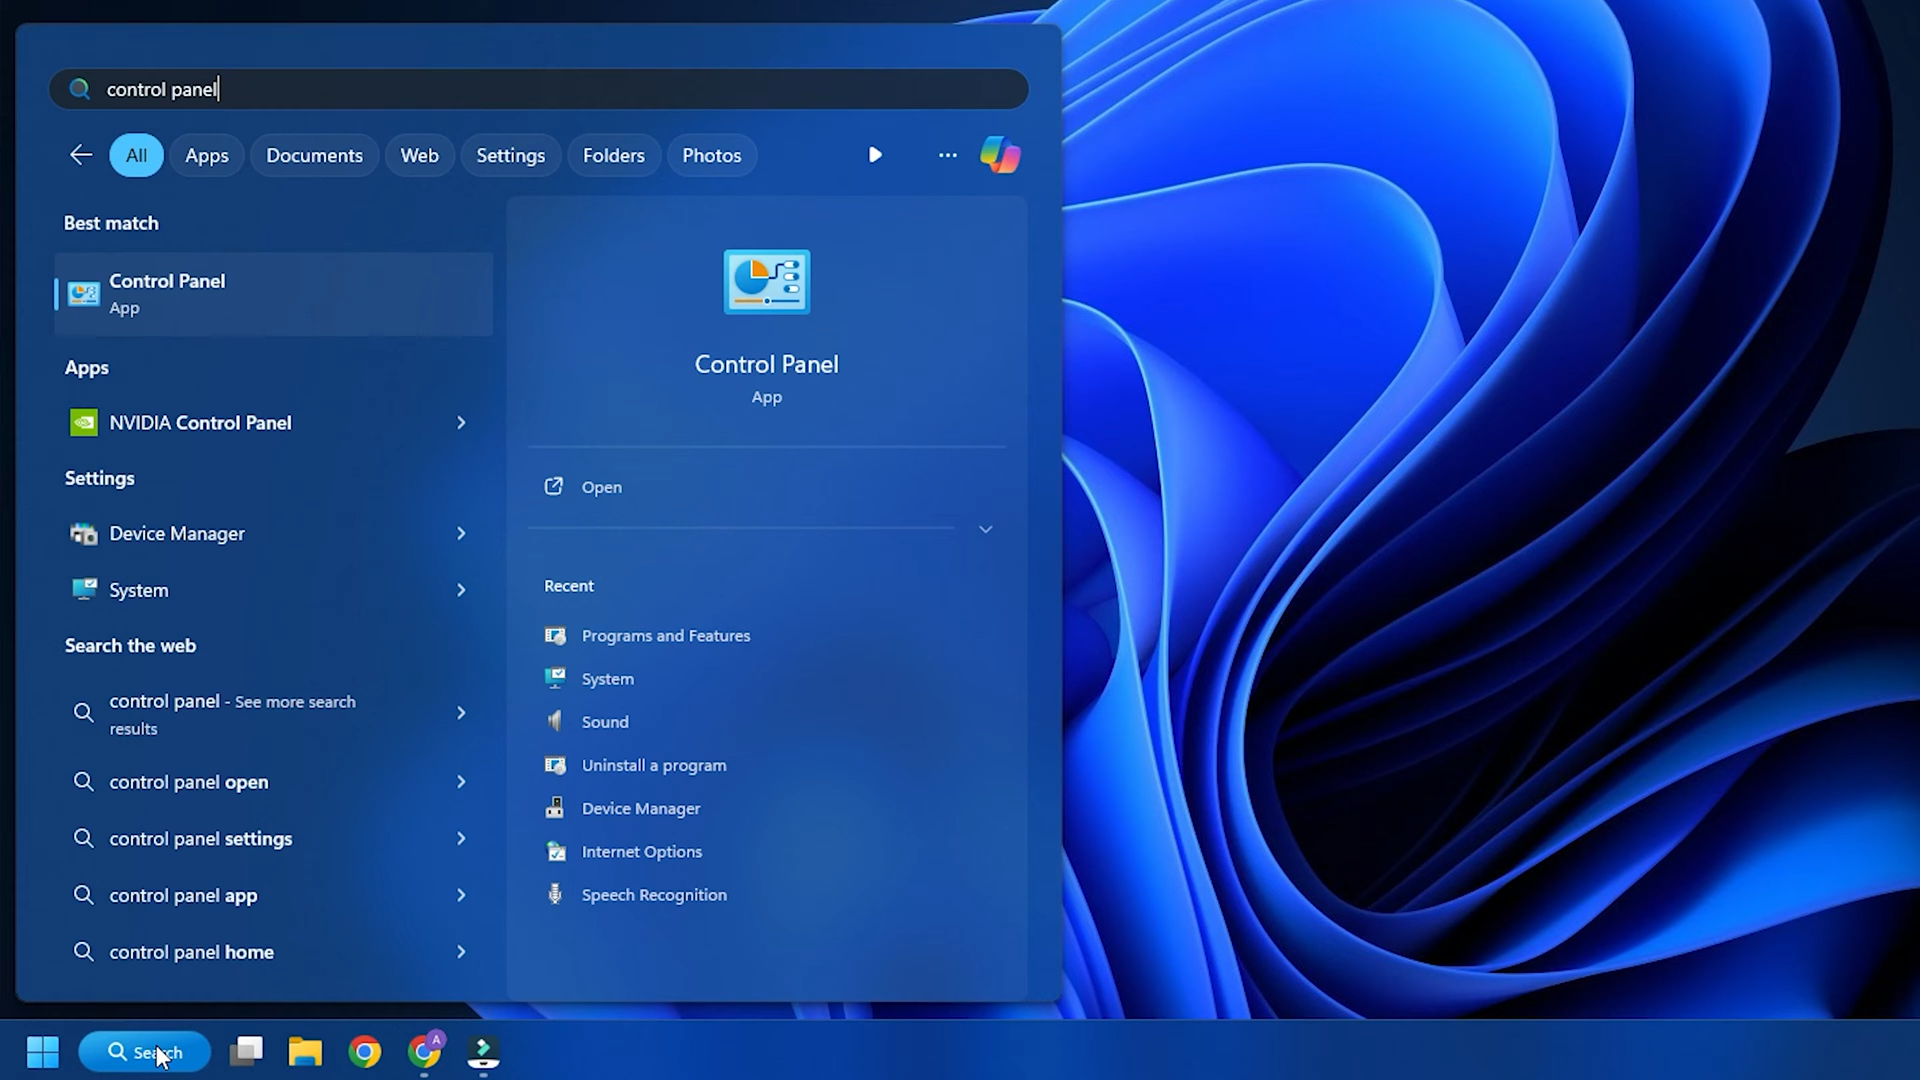 control panel
All
Apps
Documents
Web
Settings
Folders
Photos
Best match
Control Panel
App
Apps
NVIDIA Control Panel
Settings
Device Manager
System
Search the web
control panel - See more search
results
control panel open
control panel settings
control panel app
control panel home
Control Panel
App
Open
Recent
Programs and Features
System
Sound
Uninstall a program
Device Manager
Internet Options
Speech Recognition
Search
A